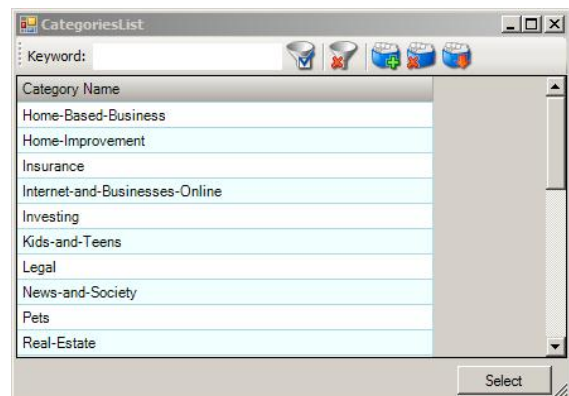 CategoriesList
Keyword:
Category Name
Home-Based-Business
Home-Improvement
Insurance
Internet-and-Businesses-Online
Investing
Kids-and-Teens
Legal
News-and-Society
Pets
Real-Estate
Select